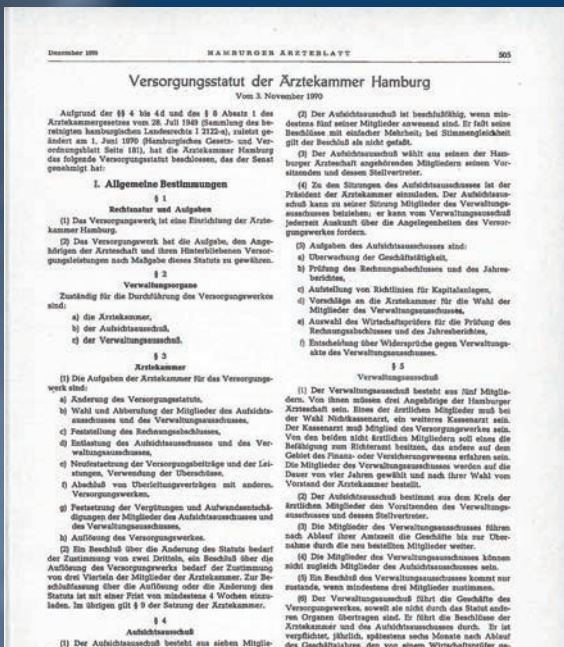 Dezember 1970
HAMBURGER ÄRZTEBLATT
505
Versorgungsstatut der Ärztekammer Hamburg
Vom 3. November 1970
Aufgrund der §§ 4 bis 4d und des § 8 Absatz 1 des
Ärztekammergesetzes vom 28. Juli 1949 (Sammlung des be-
reinigten hamburgischen Landesrechts I 2122-a), zuletzt ge-
ändert am 1. Juni 1970 (Hamburgisches Gesetz- und Ver-
ordnungsblatt Seite 181), hat die Ärztekammer Hamburg
das folgende Versorgungsstatut beschlossen, das der Senat
genehmigt hat:
I. Allgemeine Bestimmungen
§ 1
Rechtsnatur und Aufgaben
(1) Das Versorgungswerk ist eine Einrichtung der Ärzte-
kammer Hamburg.
(2) Das Versorgungswerk hat die Aufgabe, den Ange-
hörigen der Ärzteschaft und ihren Hinterbliebenen Versor-
gungsleistungen nach Maßgabe dieses Statuts zu gewähren.
§ 2
Verwaltungsorgane
Zuständig für die Durchführung des Versorgungswerkes
sind:
a) die Ärztekammer,
b) der Aufsichtsausschuß,
c) der Verwaltungsausschuß.
§ 3
Ärztekammer
(1) Die Aufgaben der Ärztekammer für das Versorgungs-
werk sind:
a) Änderung des Versorgungsstatuts,
b) Wahl und Abberufung der Mitglieder des Aufsichts-
ausschusses und des Verwaltungsausschusses,
c) Feststellung des Rechnungsabschlusses,
d) Entlastung des Aufsichtsausschusses und des Ver-
waltungsausschusses,
e) Neufestsetzung der Versorgungsbeiträge und der Lei-
stungen, Verwendung der Überschüsse,
f) Abschluß von Überleitungsverträgen mit anderen
Versorgungswerken,
g) Festsetzung der Vergütungen und Aufwandsentschä-
digungen der Mitglieder des Aufsichtsausschusses und
des Verwaltungsausschusses,
h) Auflösung des Versorgungswerkes.
(2) Ein Beschluß über die Änderung des Statuts bedarf
der Zustimmung von zwei Dritteln, ein Beschluß über die
Auflösung des Versorgungswerks bedarf der Zustimmung
von drei Vierteln der Mitglieder der Ärztekammer. Zur Be-
schlußfassung über die Auflösung oder die Änderung des
Statuts ist mit einer Frist von mindestens 4 Wochen einzu-
laden. Im übrigen gilt § 9 der Satzung der Ärztekammer.
§ 4
Aufsichtsausschuß
(1) Der Aufsichtsausschuß besteht aus sieben Mitglie-
(2) Der Aufsichtsausschuß ist beschlußfähig, wenn min-
destens fünf seiner Mitglieder anwesend sind. Er faßt seine
Beschlüsse mit einfacher Mehrheit; bei Stimmengleichheit
gilt der Beschluß als nicht gefaßt.
(3) Der Aufsichtsausschuß wählt aus seinen der Ham-
burger Ärzteschaft angehörenden Mitgliedern seinen Vor-
sitzenden und dessen Stellvertreter.
(4) Zu den Sitzungen des Aufsichtsausschusses ist der
Präsident der Ärztekammer einzuladen. Der Aufsichtsaus-
schuß kann zu seiner Sitzung Mitglieder des Verwaltungs-
ausschusses beiziehen; er kann vom Verwaltungsausschuß
jederzeit Auskunft über die Angelegenheiten des Versor-
gungswerkes fordern.
(5) Aufgaben des Aufsichtsausschusses sind:
a) Überwachung der Geschäftstätigkeit,
b) Prüfung des Rechnungsabschlusses und des Jahres-
berichtes,
c) Aufstellung von Richtlinien für Kapitalanlagen,
d) Vorschläge an die Ärztekammer für die Wahl der
Mitglieder des Verwaltungsausschusses,
e) Auswahl des Wirtschaftsprüfers für die Prüfung des
Rechnungsabschlusses und des Jahresberichtes,
f) Entscheidung über Widersprüche gegen Verwaltungs-
akte des Verwaltungsausschusses.
§ 5
Verwaltungsausschuß
(1) Der Verwaltungsausschuß besteht aus fünf Mitglie-
dern. Von ihnen müssen drei Angehörige der Hamburger
Ärzteschaft sein. Eines der ärztlichen Mitglieder muß bei
der Wahl Nichtkassenarzt, ein weiteres Kassenarzt sein.
Der Kassenarzt muß Mitglied des Versorgungswerkes sein.
Von den beiden nicht ärztlichen Mitgliedern soll eines die
Befähigung zum Richteramt besitzen, das andere auf dem
Gebiet des Finanz- oder Versicherungswesens erfahren sein.
Die Mitglieder des Verwaltungsausschusses werden auf die
Dauer von vier Jahren gewählt und nach ihrer Wahl vom
Vorstand der Ärztekammer bestellt.
(2) Der Aufsichtsausschuß bestimmt aus dem Kreis der
ärztlichen Mitglieder den Vorsitzenden des Verwaltungs-
ausschusses und dessen Stellvertreter.
(3) Die Mitglieder des Verwaltungsausschusses führen
nach Ablauf ihrer Amtszeit die Geschäfte bis zur Über-
nahme durch die neu bestellten Mitglieder weiter.
(4) Die Mitglieder des Verwaltungsausschusses können
nicht zugleich Mitglieder des Aufsichtsausschusses sein.
(5) Ein Beschluß des Verwaltungsausschusses kommt nur
zustande, wenn mindestens drei Mitglieder zustimmen.
(6) Der Verwaltungsausschuß führt die Geschäfte des
Versorgungswerkes, soweit sie nicht durch das Statut ande-
ren Organen übertragen sind. Er führt die Beschlüsse der
Ärztekammer und des Aufsichtsausschusses durch. Er ist
verpflichtet, jährlich, spätestens sechs Monate nach Ablauf
des Geschäftsjahres, den von einem Wirtschaftsprüfer ge-